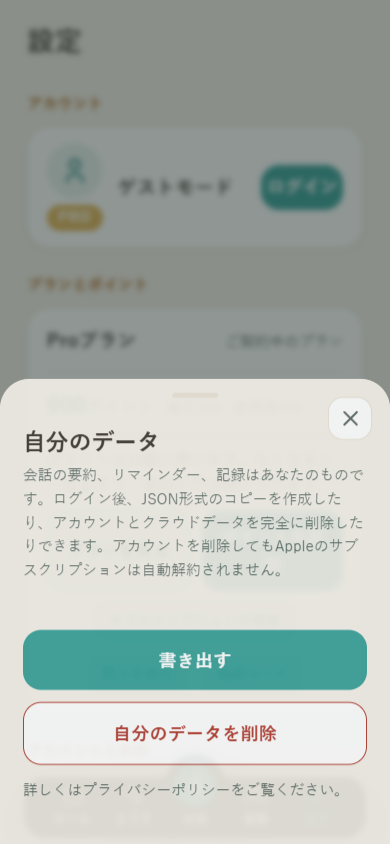 設定
アカウント
ゲストモード
ログイン
PRO
プランとポイント
Proプラン
ご契約中のプラン
自分のデータ
会話の要約、リマインダー、記録はあなたのもので
す。ログイン後、JSON形式のコピーを作成した
り、アカウントとクラウドデータを完全に削除した
りできます。アカウントを削除してもAppleのサブ
スクリプションは自動解約されません。
書き出す
自分のデータを削除
詳しくはプライバシーポリシーをご覧ください。